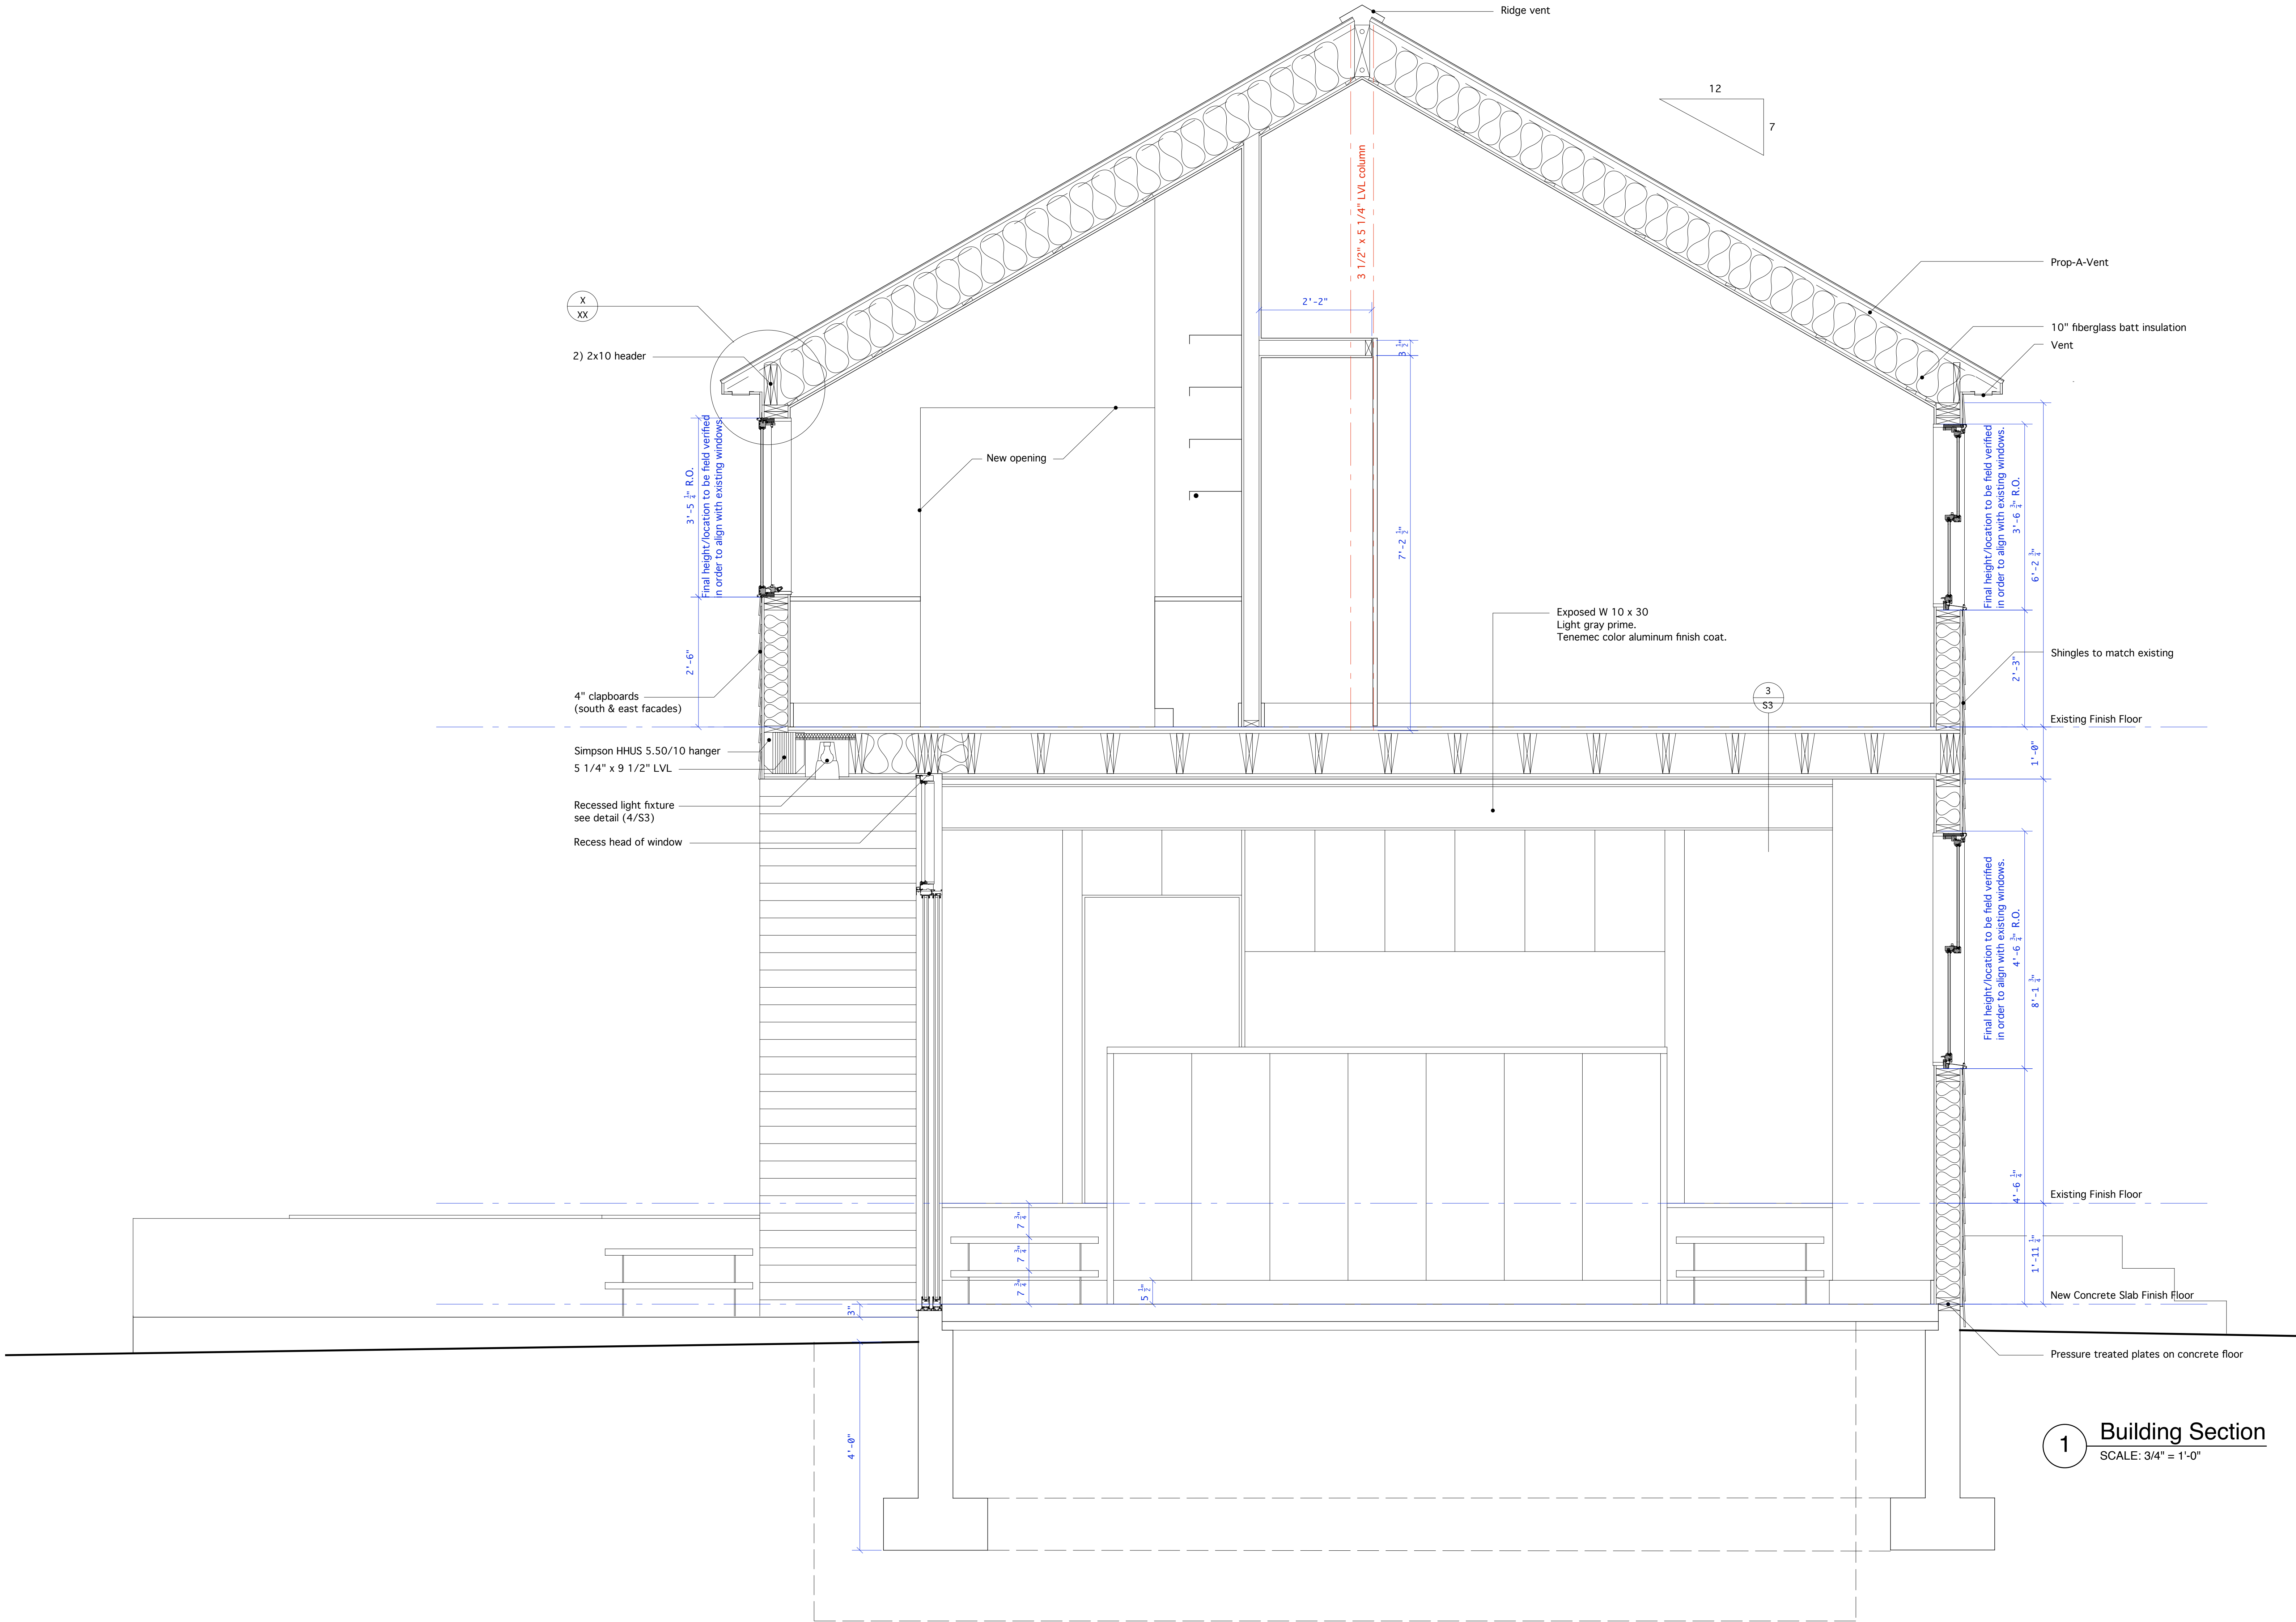 Ridge vent
12
7
3 1/2" x 5 1/4" LVL column
Prop-A-Vent
X
XX
2'-2"
10" fiberglass batt insulation
Vent
2) 2x10 header
3 1/2"
3'-5 1/4" R.O.
Final height/location to be field verified
in order to align with existing windows.
New opening
7'-2 1/2"
Final height/location to be field verified
in order to align with existing windows.
3'-6 3/4" R.O.
6'-2 3/4"
Exposed W 10 x 30
Light gray prime.
Tenemec color aluminum finish coat.
2'-6"
Shingles to match existing
2'-3"
4" clapboards
(south & east facades)
3
S3
Existing Finish Floor
Simpson HHUS 5.50/10 hanger
5 1/4" x 9 1/2" LVL
1'-0"
Recessed light fixture
see detail (4/S3)
Recess head of window
Final height/location to be field verified
in order to align with existing windows.
4'-6 3/4" R.O.
8'-1 3/4"
4'-6 1/4"
Existing Finish Floor
7 3/4"
7 3/4"
7 3/4"
5 1/2"
1'-11 1/4"
3"
New Concrete Slab Finish Floor
Pressure treated plates on concrete floor
4'-0"
1
Building Section
SCALE: 3/4" = 1'-0"